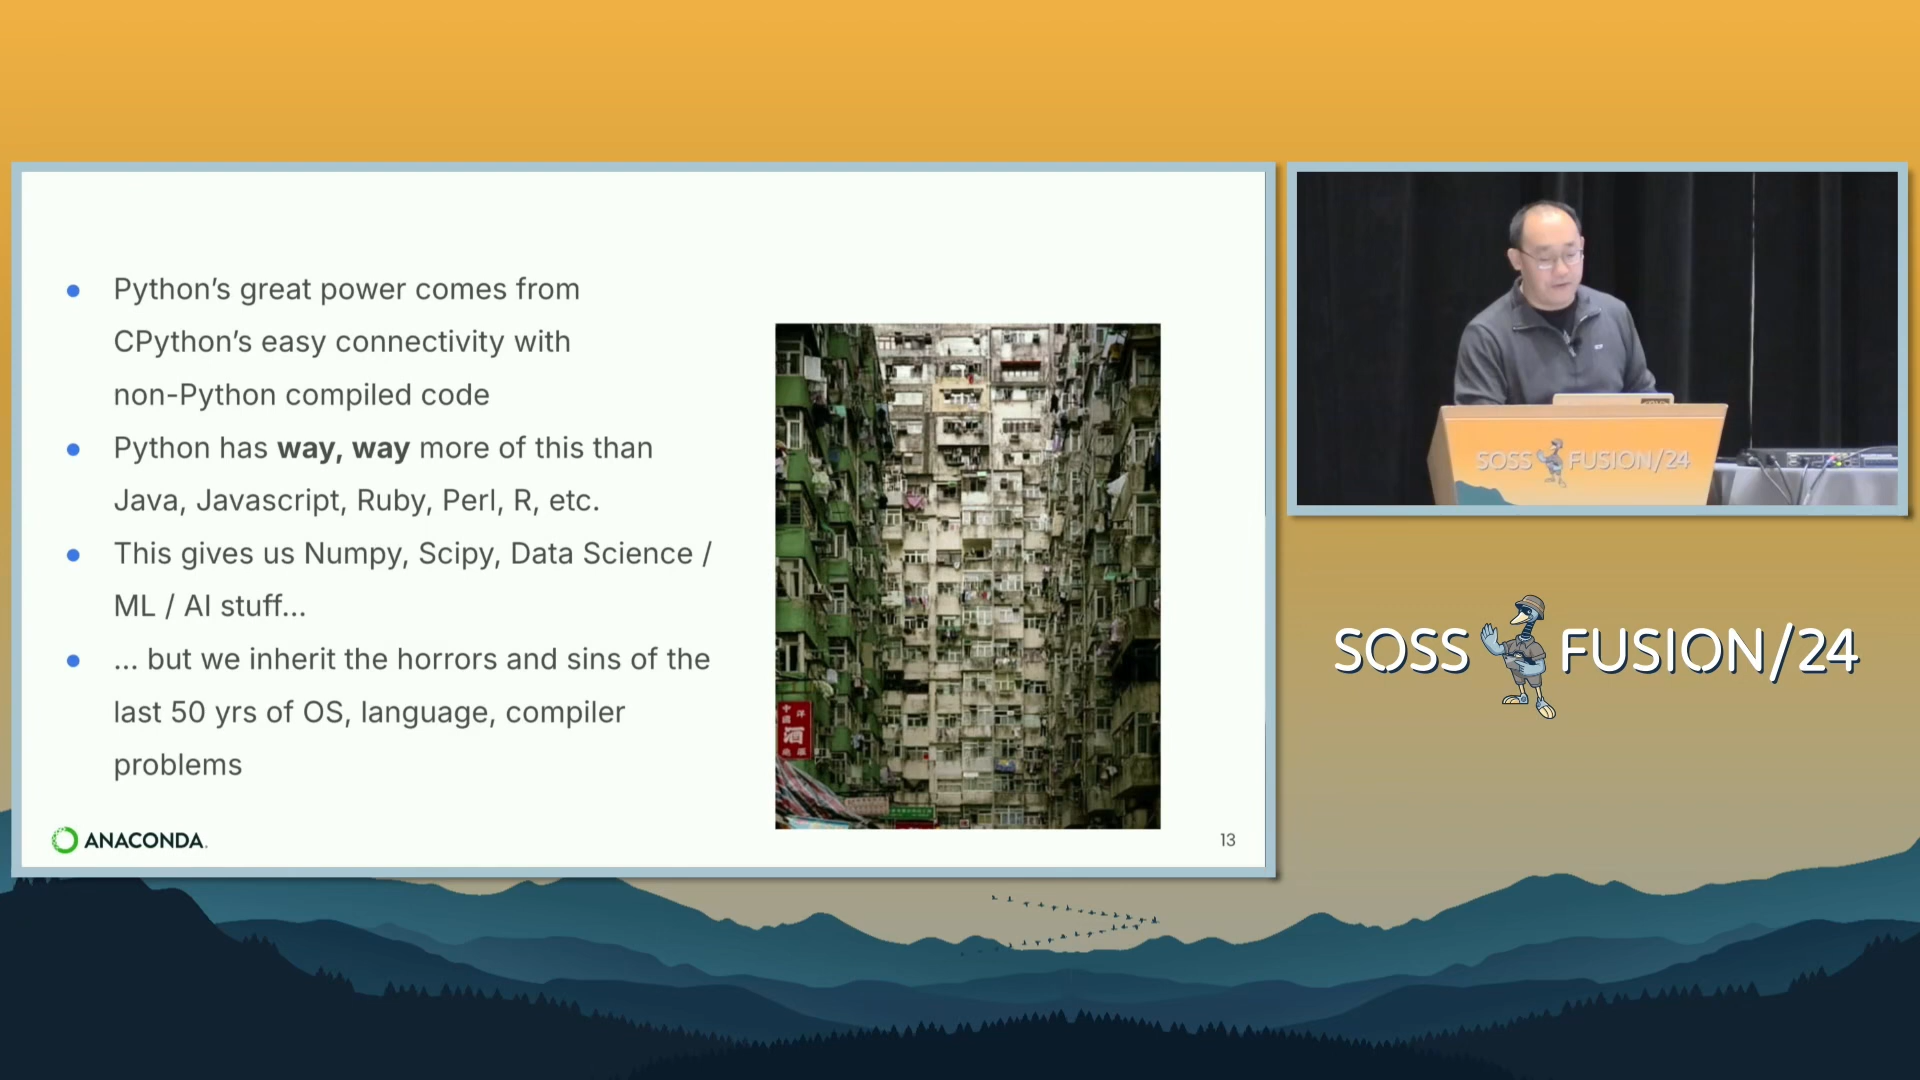 Python’s great power comes from
CPython’s easy connectivity with
non-Python compiled code
Python has way, way more of this than
Java, Javascript, Ruby, Perl, R, etc.
This gives us Numpy, Scipy, Data Science /
ML / AI stuff...
... but we inherit the horrors and sins of the
last 50 yrs of OS, language, compiler
problems
ANACONDA.
13
酒
SOSS FUSION/24
SOSS FUSION/24